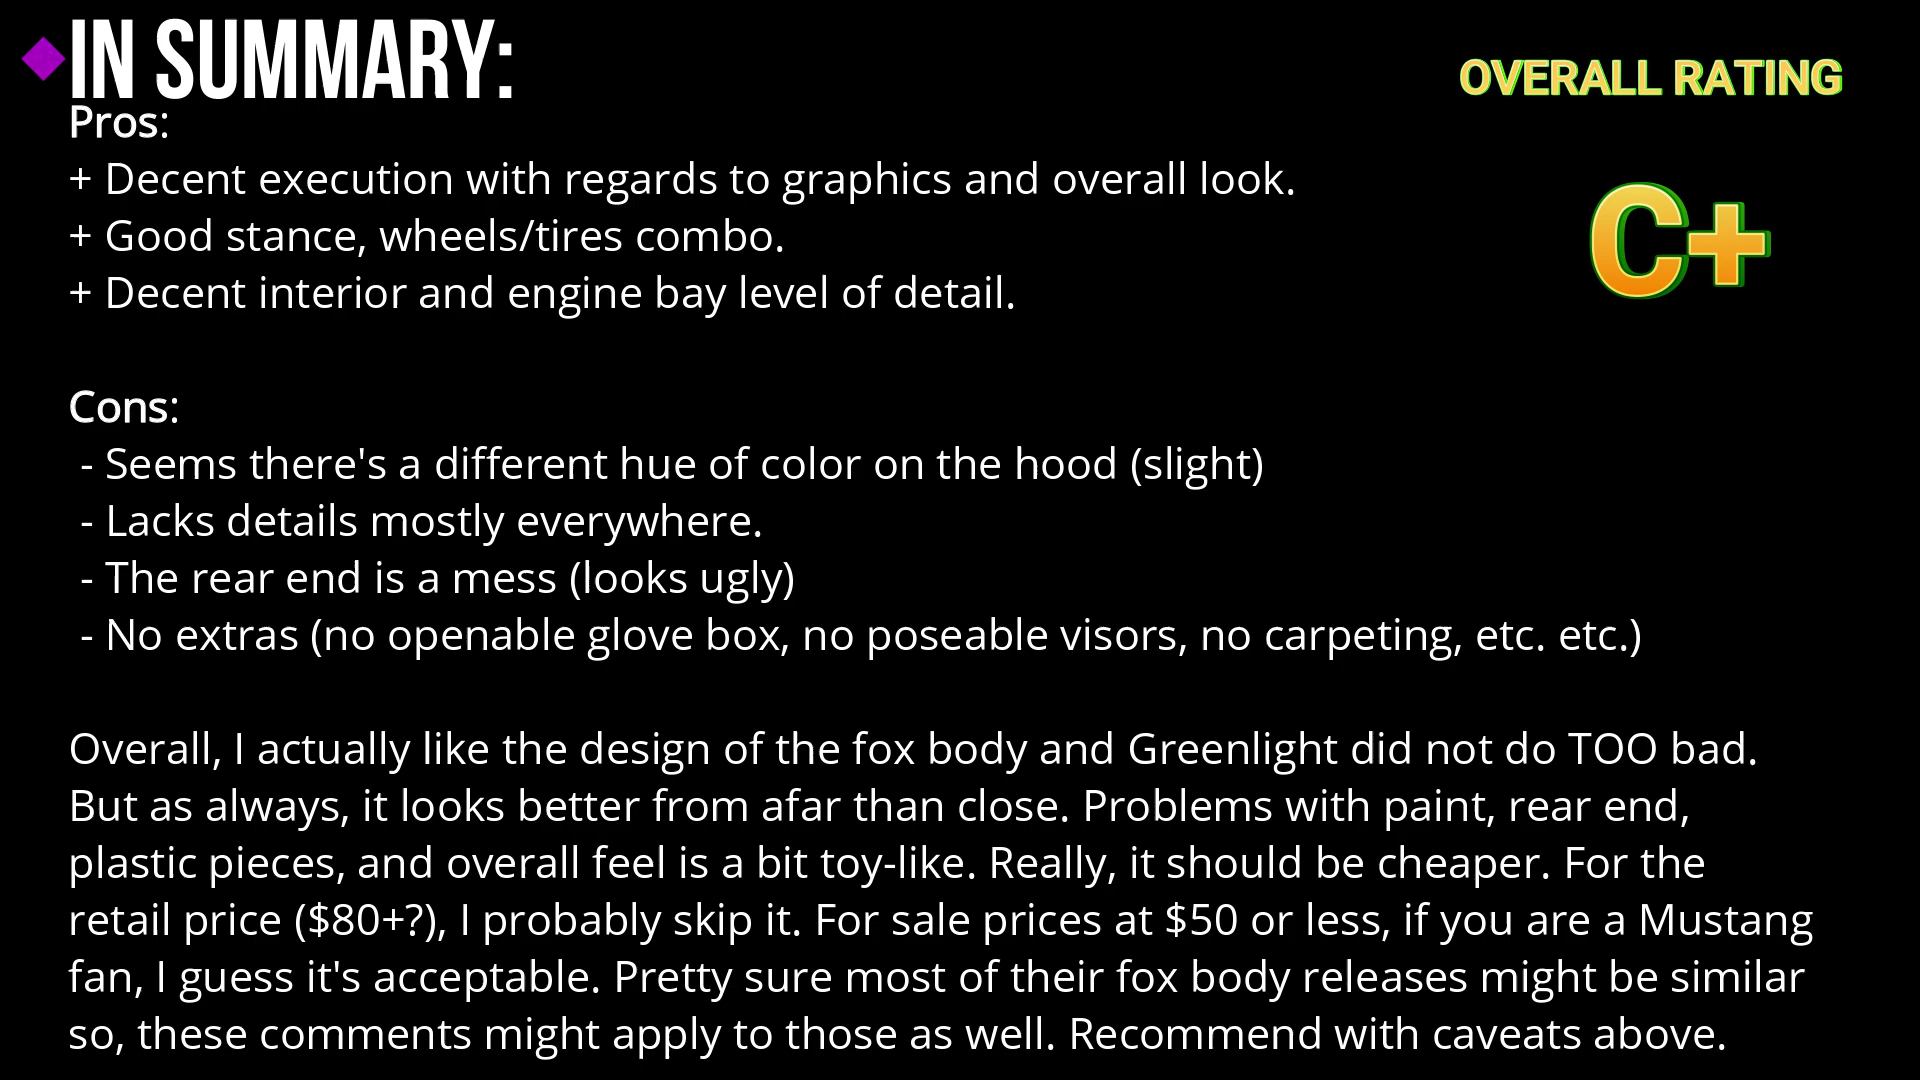 IN SUMMARY:
OVERALL RATING
C+
Pros:
+ Decent execution with regards to graphics and overall look.
+ Good stance, wheels/tires combo.
+ Decent interior and engine bay level of detail.
Cons:
- Seems there's a different hue of color on the hood (slight)
- Lacks details mostly everywhere.
- The rear end is a mess (looks ugly)
- No extras (no openable glove box, no poseable visors, no carpeting, etc. etc.)
Overall, I actually like the design of the fox body and Greenlight did not do TOO bad.
But as always, it looks better from afar than close. Problems with paint, rear end,
plastic pieces, and overall feel is a bit toy-like. Really, it should be cheaper. For the
retail price ($80+?), I probably skip it. For sale prices at $50 or less, if you are a Mustang
fan, I guess it's acceptable. Pretty sure most of their fox body releases might be similar
so, these comments might apply to those as well. Recommend with caveats above.